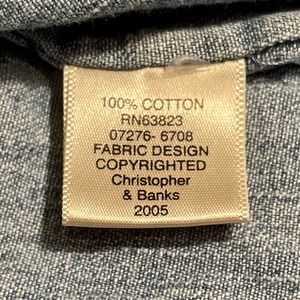 100% COTTON
RN63823
07276- 6708
FABRIC DESIGN
COPYRIGHTED
Christopher
& Banks
2005